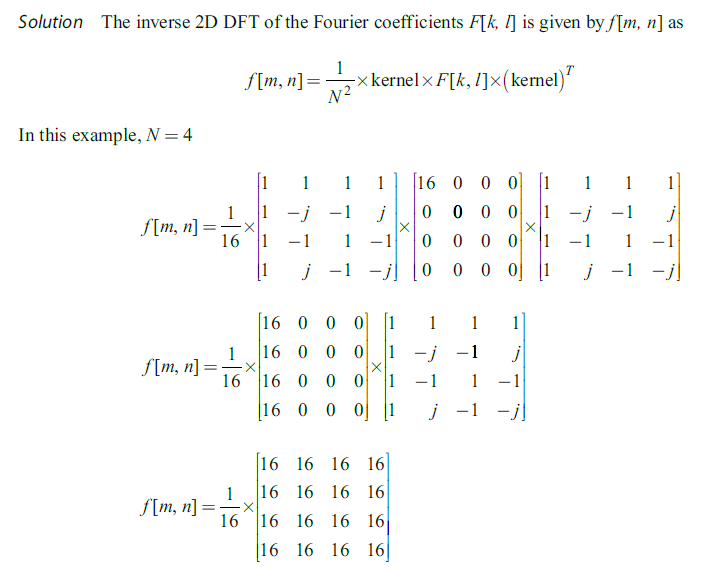 Solution The inverse 2D DFT of the Fourier coefficients F[k, l] is given by f[m, n] as
f[m, n] = 1/N² × kernel × F[k, l] × (kernel)ᵀ
In this example, N = 4
f[m, n] = 1/16 × [1 1 1 1; 1 −j −1 j; 1 −1 1 −1; 1 j −1 −j] × [16 0 0 0; 0 0 0 0; 0 0 0 0; 0 0 0 0] × [1 1 1 1; 1 −j −1 j; 1 −1 1 −1; 1 j −1 −j]
f[m, n] = 1/16 × [16 0 0 0; 16 0 0 0; 16 0 0 0; 16 0 0 0] × [1 1 1 1; 1 −j −1 j; 1 −1 1 −1; 1 j −1 −j]
f[m, n] = 1/16 × [16 16 16 16; 16 16 16 16; 16 16 16 16; 16 16 16 16]